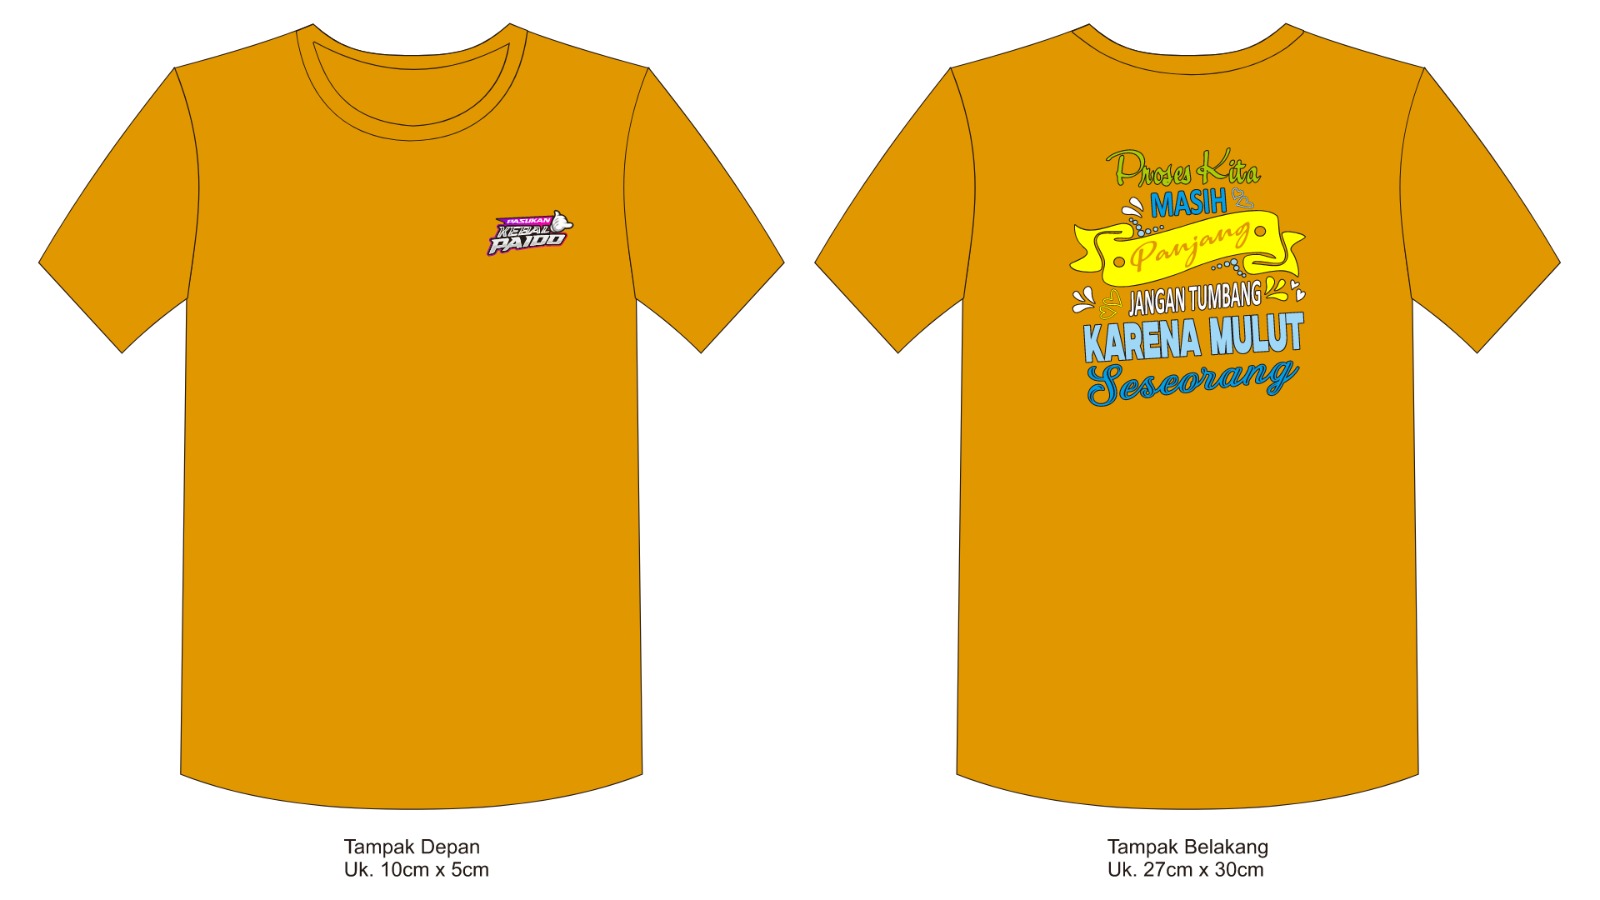 PASUKAN
KEBAL
PAIDO
Proses Kita
MASIH
Panjang
JANGAN TUMBANG
KARENA MULUT
Seseorang
Tampak Depan
Uk. 10cm x 5cm
Tampak Belakang
Uk. 27cm x 30cm